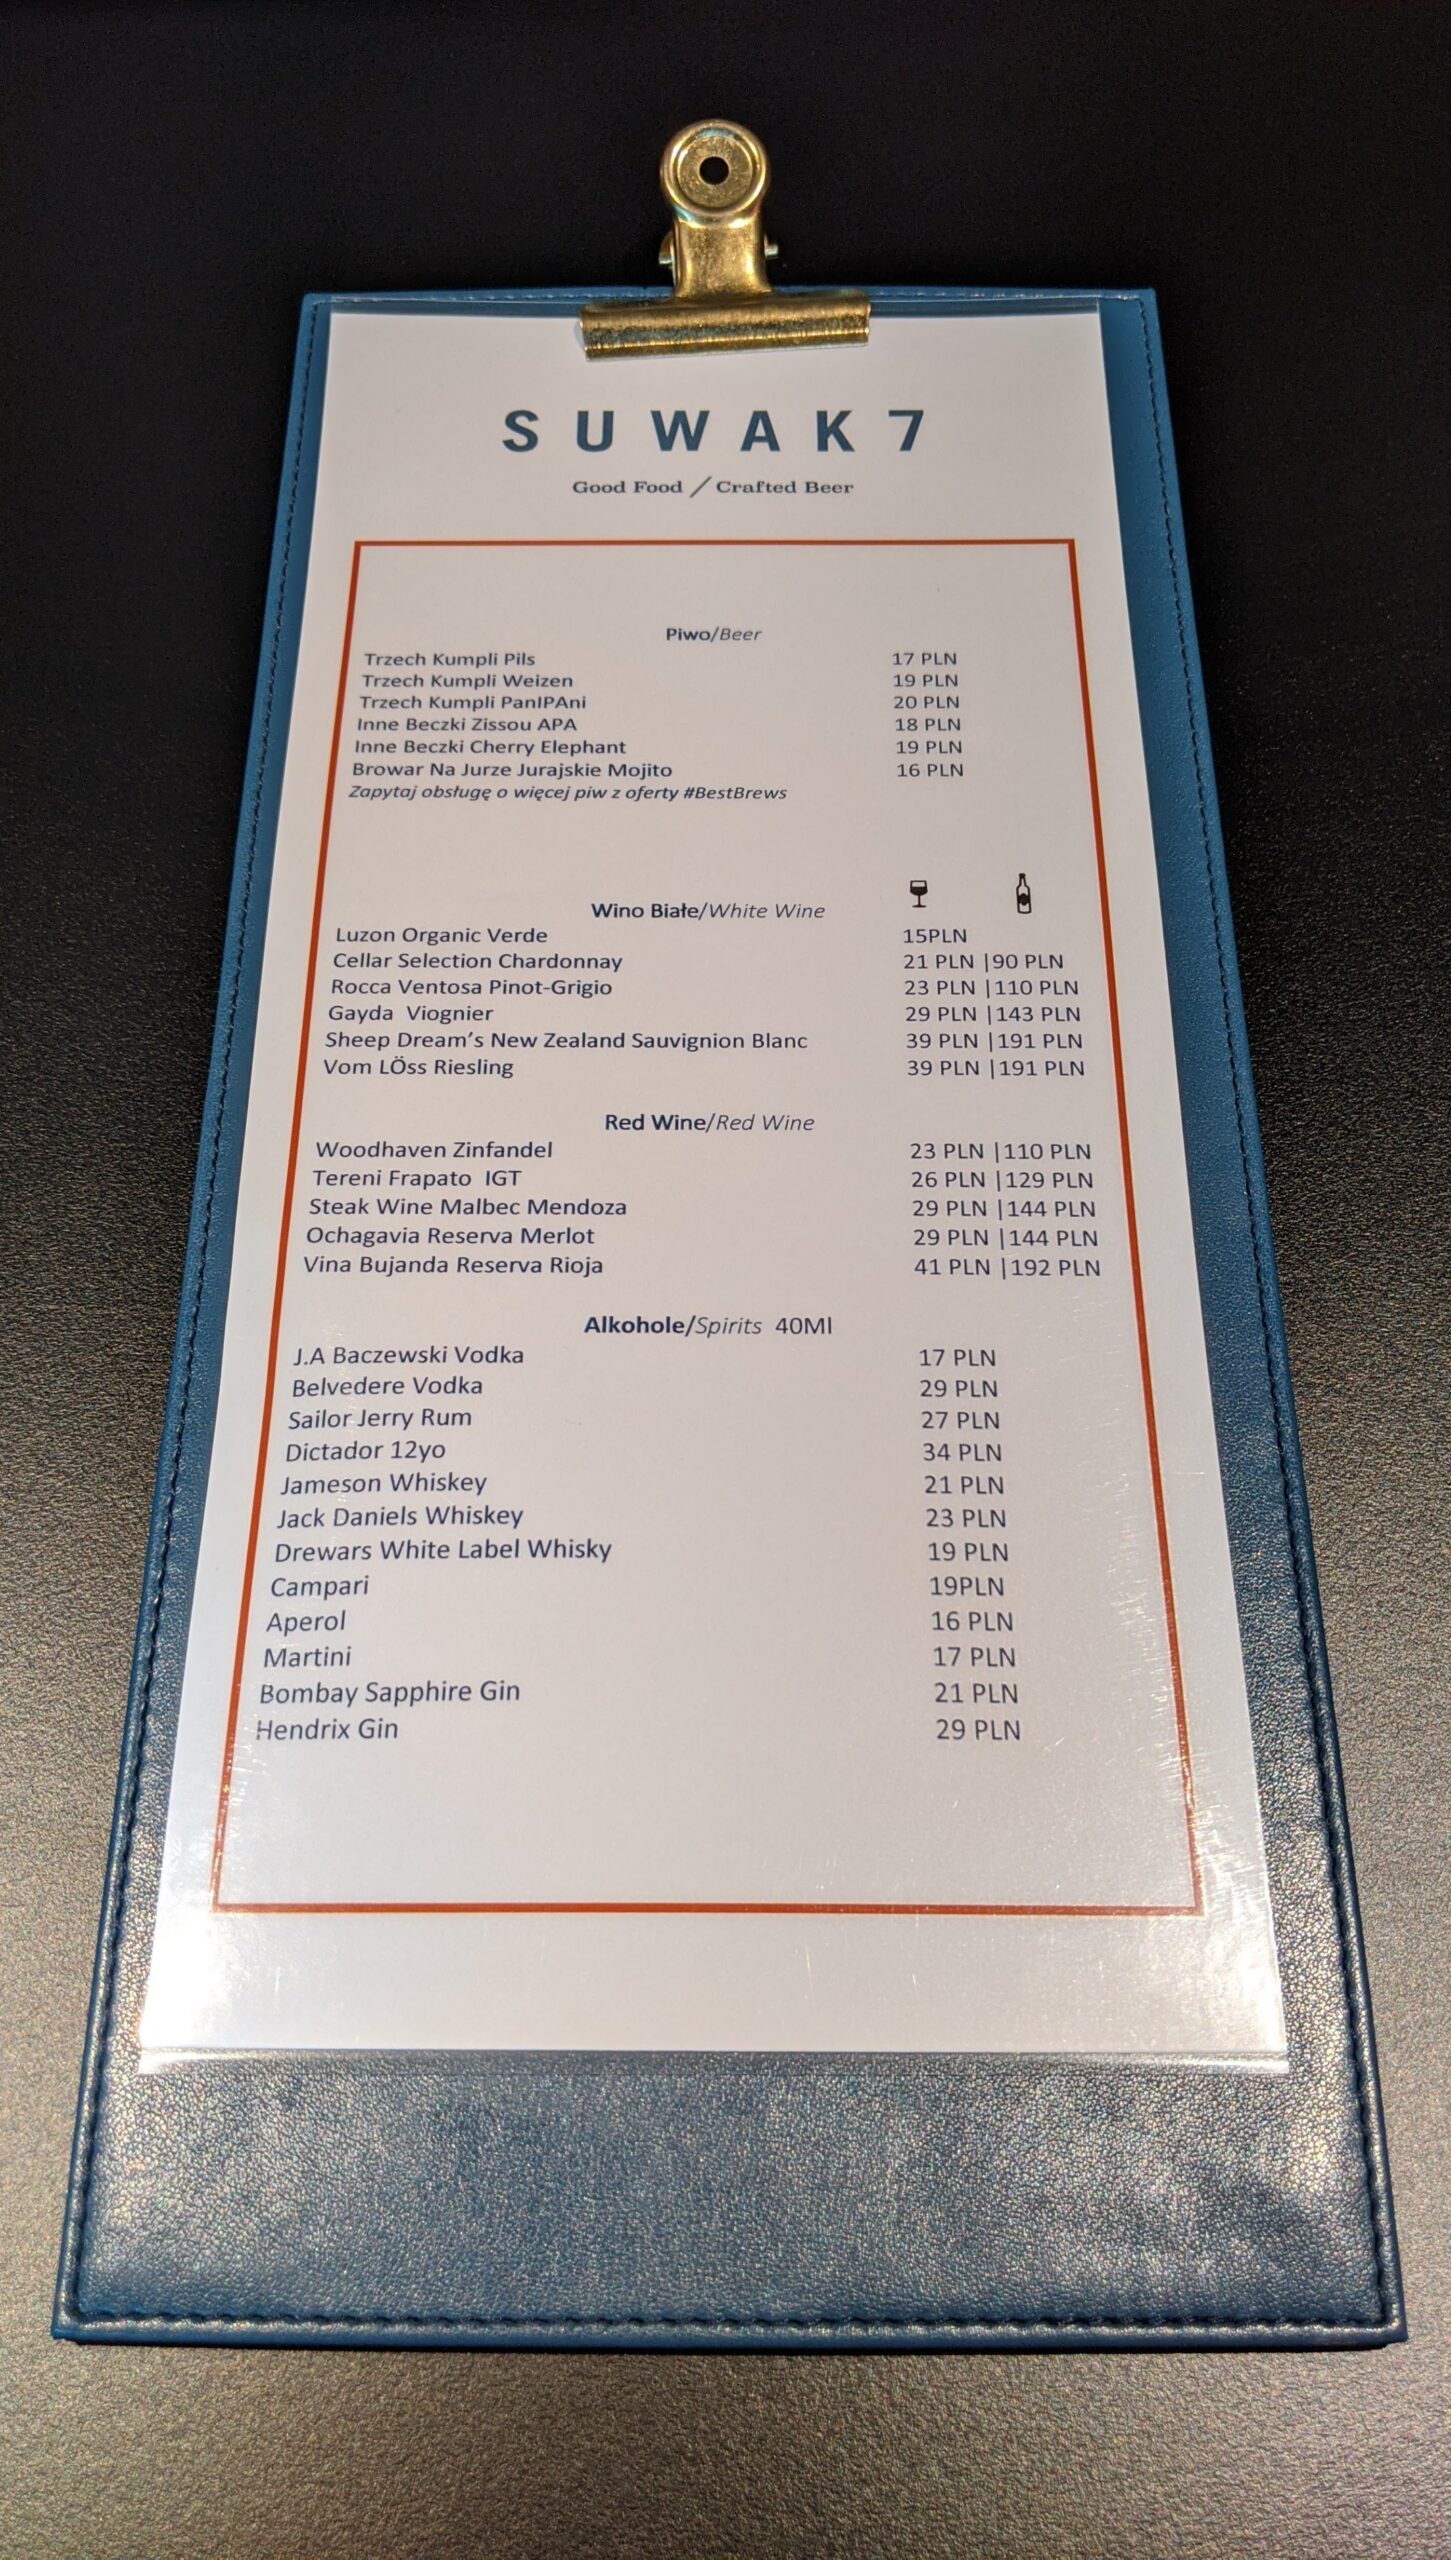 SUWAK7
Good Food / Crafted Beer
Piwo/Beer
Trzech Kumpli Pils 17 PLN
Trzech Kumpli Weizen 19 PLN
Trzech Kumpli PanIPAni 20 PLN
Inne Beczki Zissou APA 18 PLN
Inne Beczki Cherry Elephant 19 PLN
Browar Na Jurze Jurajskie Mojito 16 PLN
Zapytaj obsługę o więcej piw z oferty #BestBrews
Wino Białe/White Wine
Luzon Organic Verde 15PLN
Cellar Selection Chardonnay 21 PLN |90 PLN
Rocca Ventosa Pinot-Grigio 23 PLN |110 PLN
Gayda  Viognier 29 PLN |143 PLN
Sheep Dream's New Zealand Sauvignion Blanc 39 PLN |191 PLN
Vom LÖss Riesling 39 PLN |191 PLN
Red Wine/Red Wine
Woodhaven Zinfandel 23 PLN |110 PLN
Tereni Frapato  IGT 26 PLN |129 PLN
Steak Wine Malbec Mendoza 29 PLN |144 PLN
Ochagavia Reserva Merlot 29 PLN |144 PLN
Vina Bujanda Reserva Rioja 41 PLN |192 PLN
Alkohole/Spirits  40Ml
J.A Baczewski Vodka 17 PLN
Belvedere Vodka 29 PLN
Sailor Jerry Rum 27 PLN
Dictador 12yo 34 PLN
Jameson Whiskey 21 PLN
Jack Daniels Whiskey 23 PLN
Drewars White Label Whisky 19 PLN
Campari 19PLN
Aperol 16 PLN
Martini 17 PLN
Bombay Sapphire Gin 21 PLN
Hendrix Gin 29 PLN